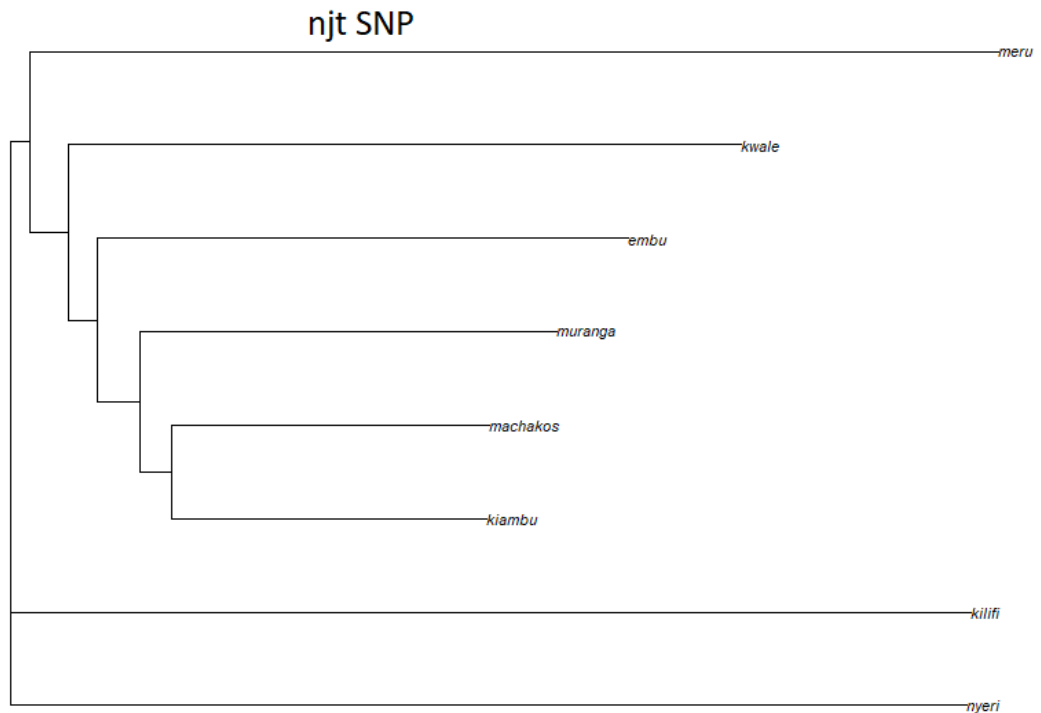 njt SNP
meru
kwale
embu
muranga
machakos
kiambu
kilifi
nyeri